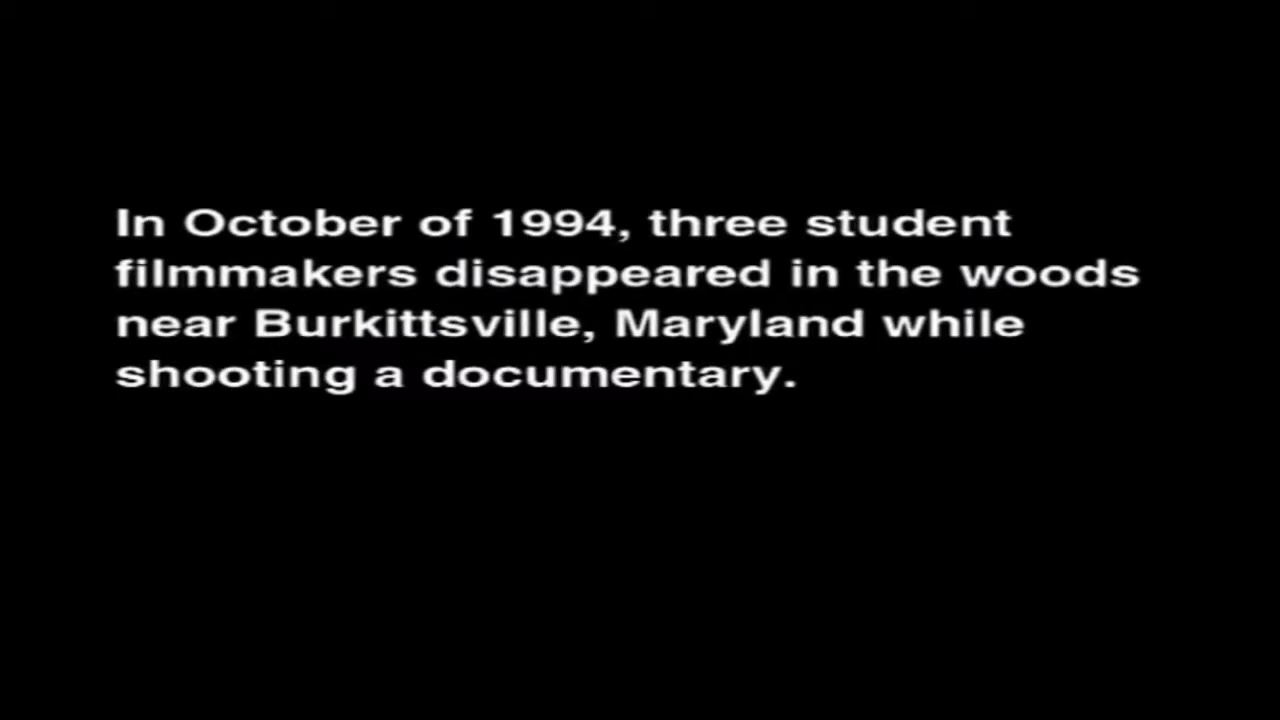 In October of 1994, three student
filmmakers disappeared in the woods
near Burkittsville, Maryland while
shooting a documentary.